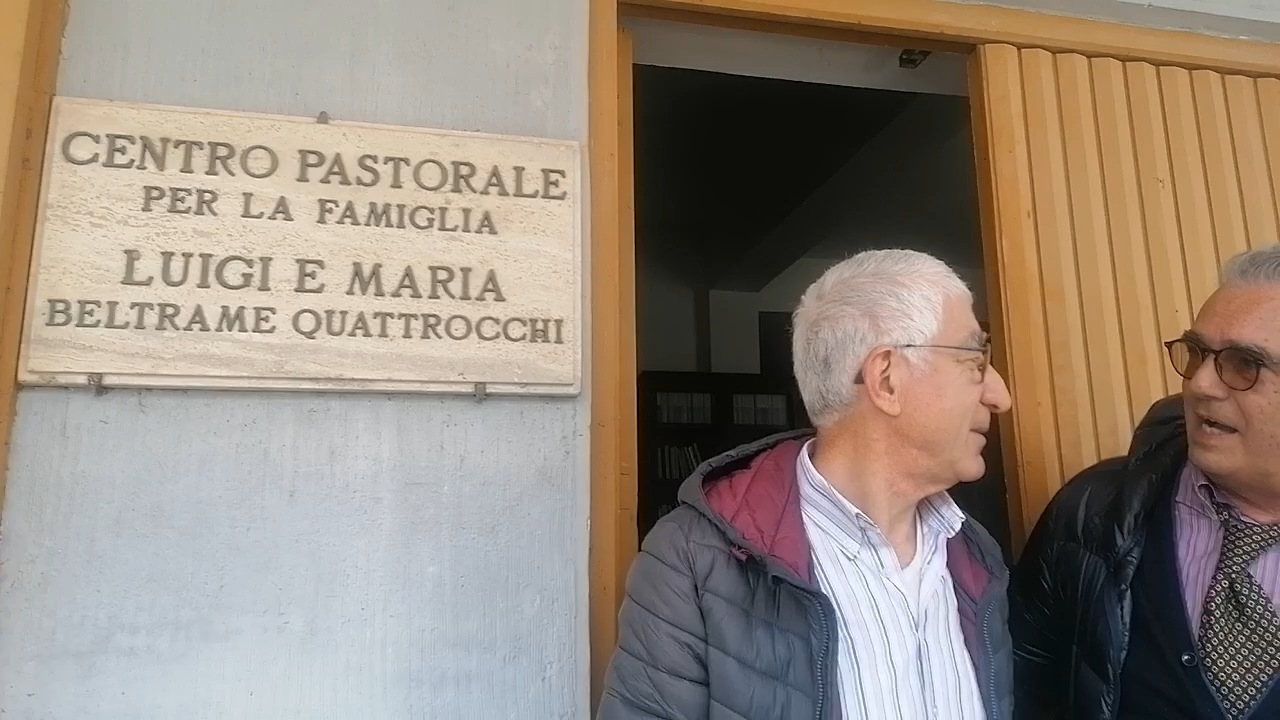 CENTRO PASTORALE
PER LA FAMIGLIA
LUIGI E MARIA
BELTRAME QUATTROCCHI